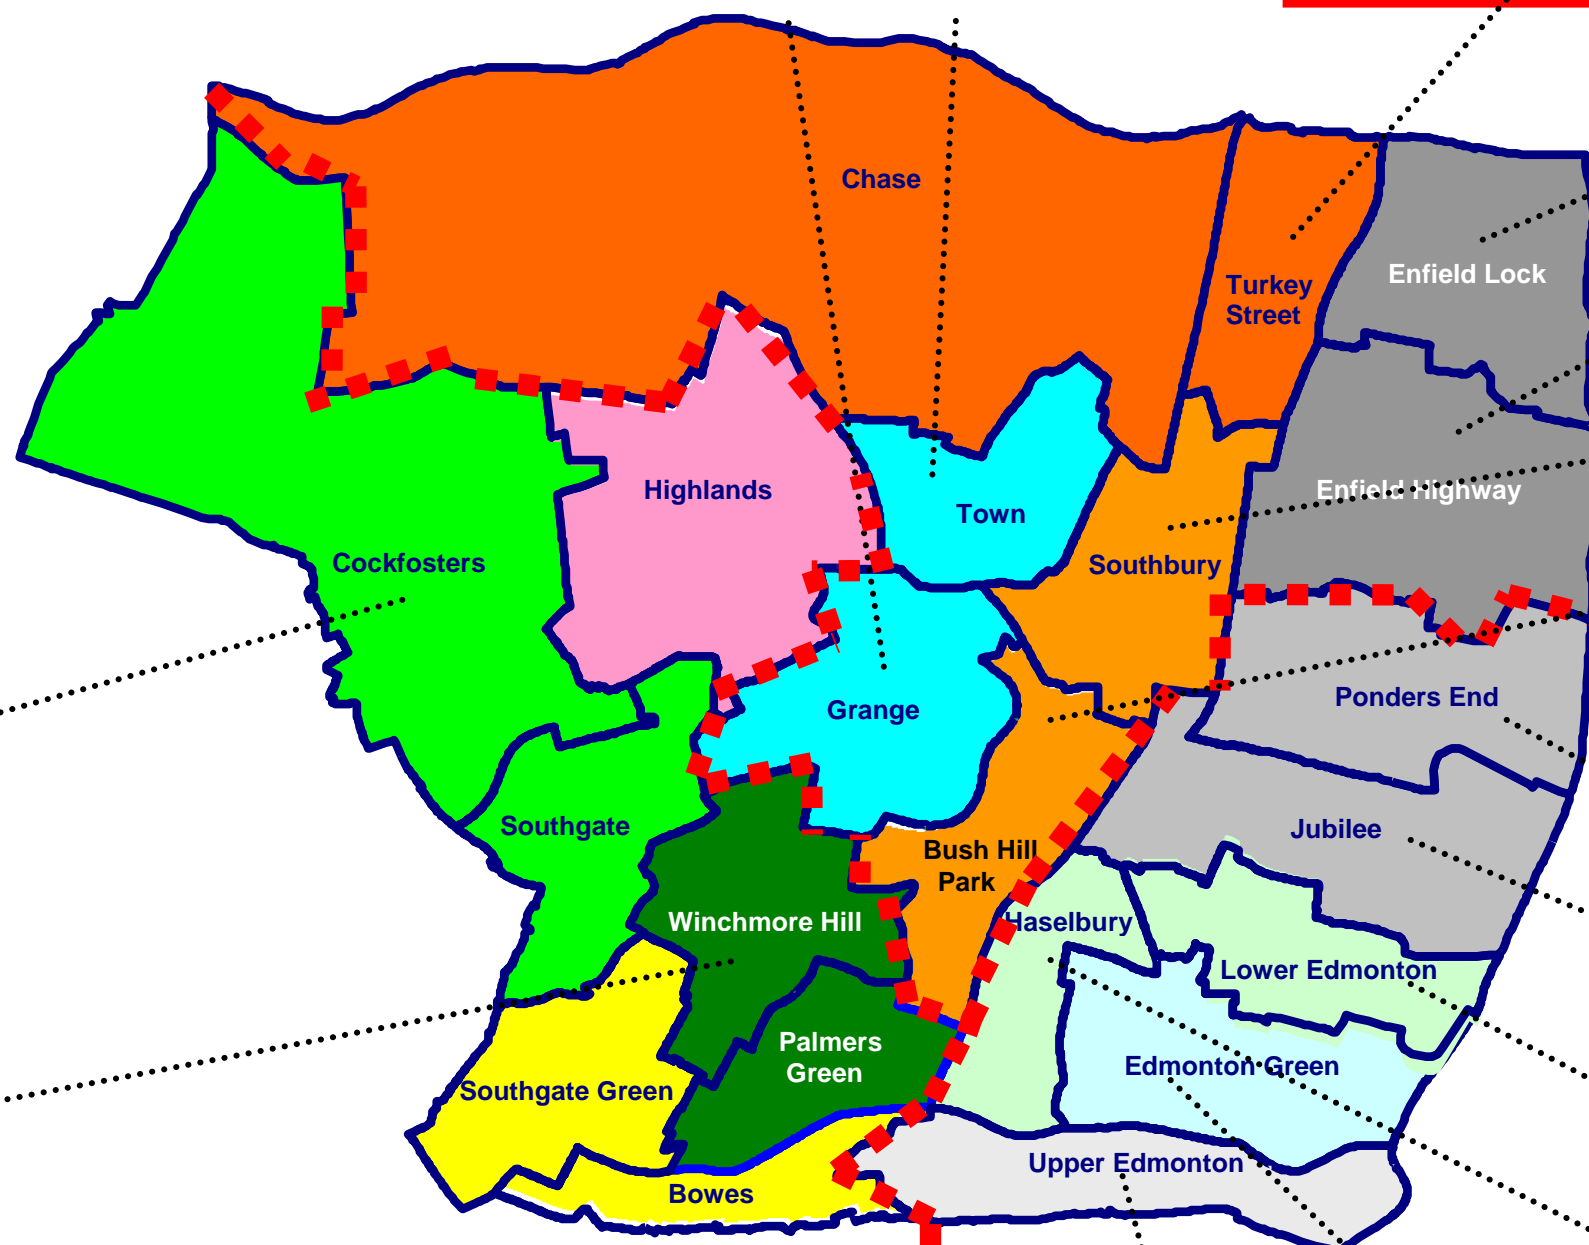 Chase
Turkey
Street
Enfield Lock
Highlands
Town
Enfield Highway
Cockfosters
Southbury
Grange
Ponders End
Southgate
Jubilee
Bush Hill
Park
Winchmore Hill
Haselbury
Lower Edmonton
Palmers
Green
Edmonton Green
Southgate Green
Upper Edmonton
Bowes